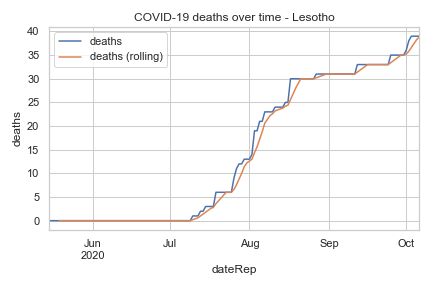 COVID-19 deaths over time - Lesotho
deaths
deaths (rolling)
40
35
30
25
20
15
10
5
0
deaths
Jun
2020
Jul
Aug
Sep
Oct
dateRep